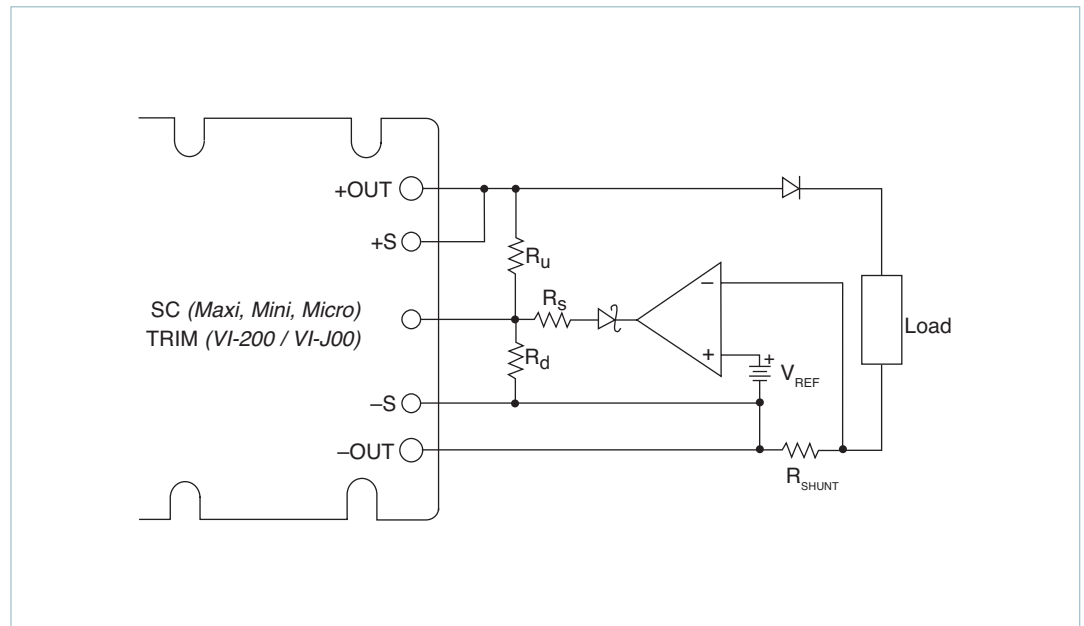 +OUT
+S
SC (Maxi, Mini, Micro)
TRIM (VI-200 / VI-J00)
–S
–OUT
Ru
Rs
Rd
–
+
+
VREF
RSHUNT
Load